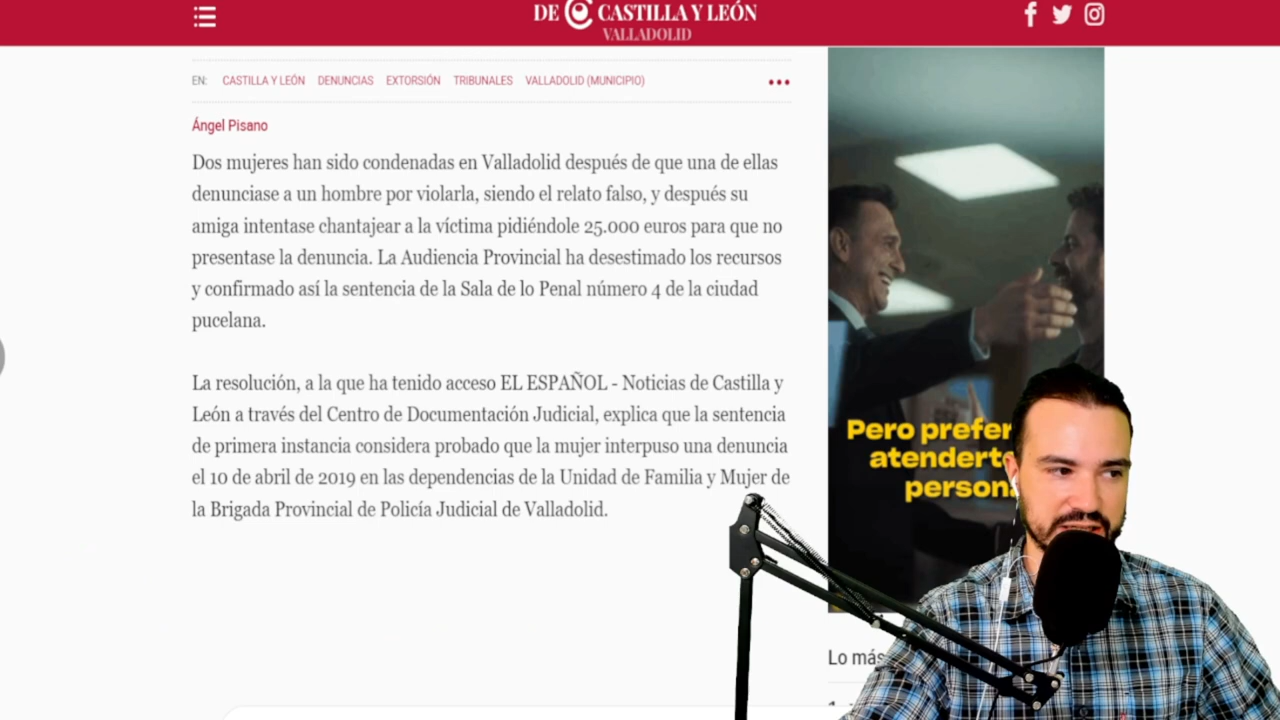 DE CASTILLA Y LEÓN
VALLADOLID
EN: CASTILLA Y LEÓN DENUNCIAS EXTORSIÓN TRIBUNALES VALLADOLID (MUNICIPIO)
Ángel Pisano
Dos mujeres han sido condenadas en Valladolid después de que una de ellas
denunciase a un hombre por violarla, siendo el relato falso, y después su
amiga intentase chantajear a la víctima pidiéndole 25.000 euros para que no
presentase la denuncia. La Audiencia Provincial ha desestimado los recursos
y confirmado así la sentencia de la Sala de lo Penal número 4 de la ciudad
pucelana.
La resolución, a la que ha tenido acceso EL ESPAÑOL - Noticias de Castilla y
León a través del Centro de Documentación Judicial, explica que la sentencia
de primera instancia considera probado que la mujer interpuso una denuncia
el 10 de abril de 2019 en las dependencias de la Unidad de Familia y Mujer de
la Brigada Provincial de Policía Judicial de Valladolid.
Pero
Lo más